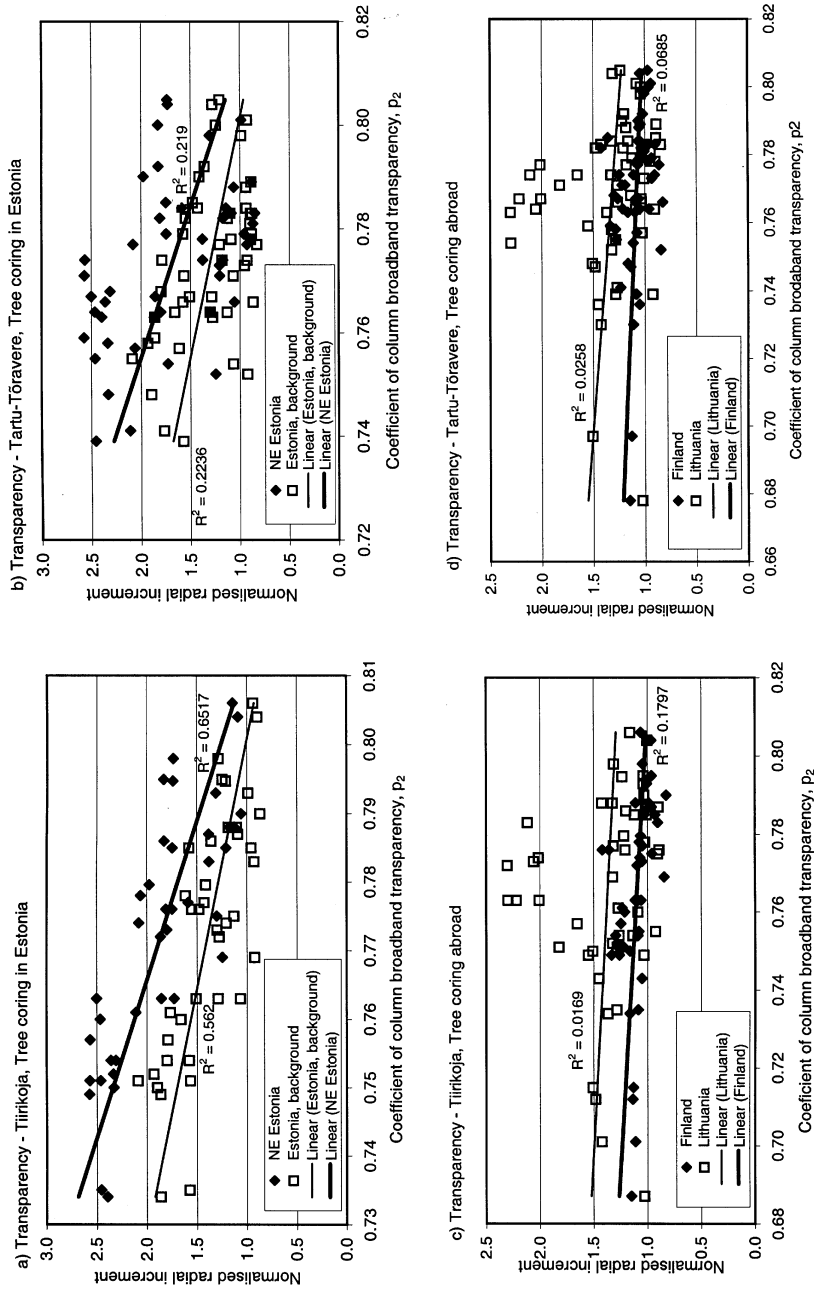 a) Transparency - Tiirikoja, Tree coring in Estonia
Normalised radial increment
3.0
2.5
2.0
1.5
1.0
0.5
0.0
0.73
0.74
0.75
0.76
0.77
0.78
0.79
0.80
0.81
R² = 0.6517
R² = 0.562
NE Estonia
Estonia, background
Linear (Estonia, background)
Linear (NE Estonia)
Coefficient of column broadband transparency, p₂
b) Transparency - Tartu-Tõravere, Tree coring in Estonia
Normalised radial increment
3.0
2.5
2.0
1.5
1.0
0.5
0.0
0.72
0.74
0.76
0.78
0.80
0.82
R² = 0.219
R² = 0.2236
NE Estonia
Estonia, background
Linear (Estonia, background)
Linear (NE Estonia)
Coefficient of column broadband transparency, p₂
c) Transparency - Tiirikoja, Tree coring abroad
Normalised radial increment
2.5
2.0
1.5
1.0
0.5
0.0
0.68
0.70
0.72
0.74
0.76
0.78
0.80
0.82
R² = 0.0169
R² = 0.1797
Finland
Lithuania
Linear (Lithuania)
Linear (Finland)
Coefficient of column broadband transparency, p₂
d) Transparency - Tartu-Tõravere, Tree coring abroad
Normalised radial increment
2.5
2.0
1.5
1.0
0.5
0.0
0.66
0.68
0.70
0.72
0.74
0.76
0.78
0.80
0.82
R² = 0.0258
R² = 0.0685
Finland
Lithuania
Linear (Lithuania)
Linear (Finland)
Coefficient of column brodaband transparency, p2